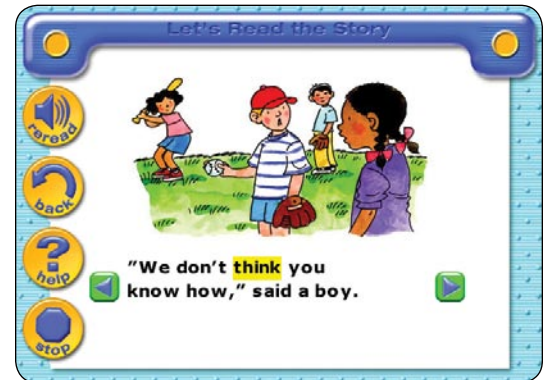 Let's Read the Story
reread
back
help
stop
"We don't think you
know how," said a boy.